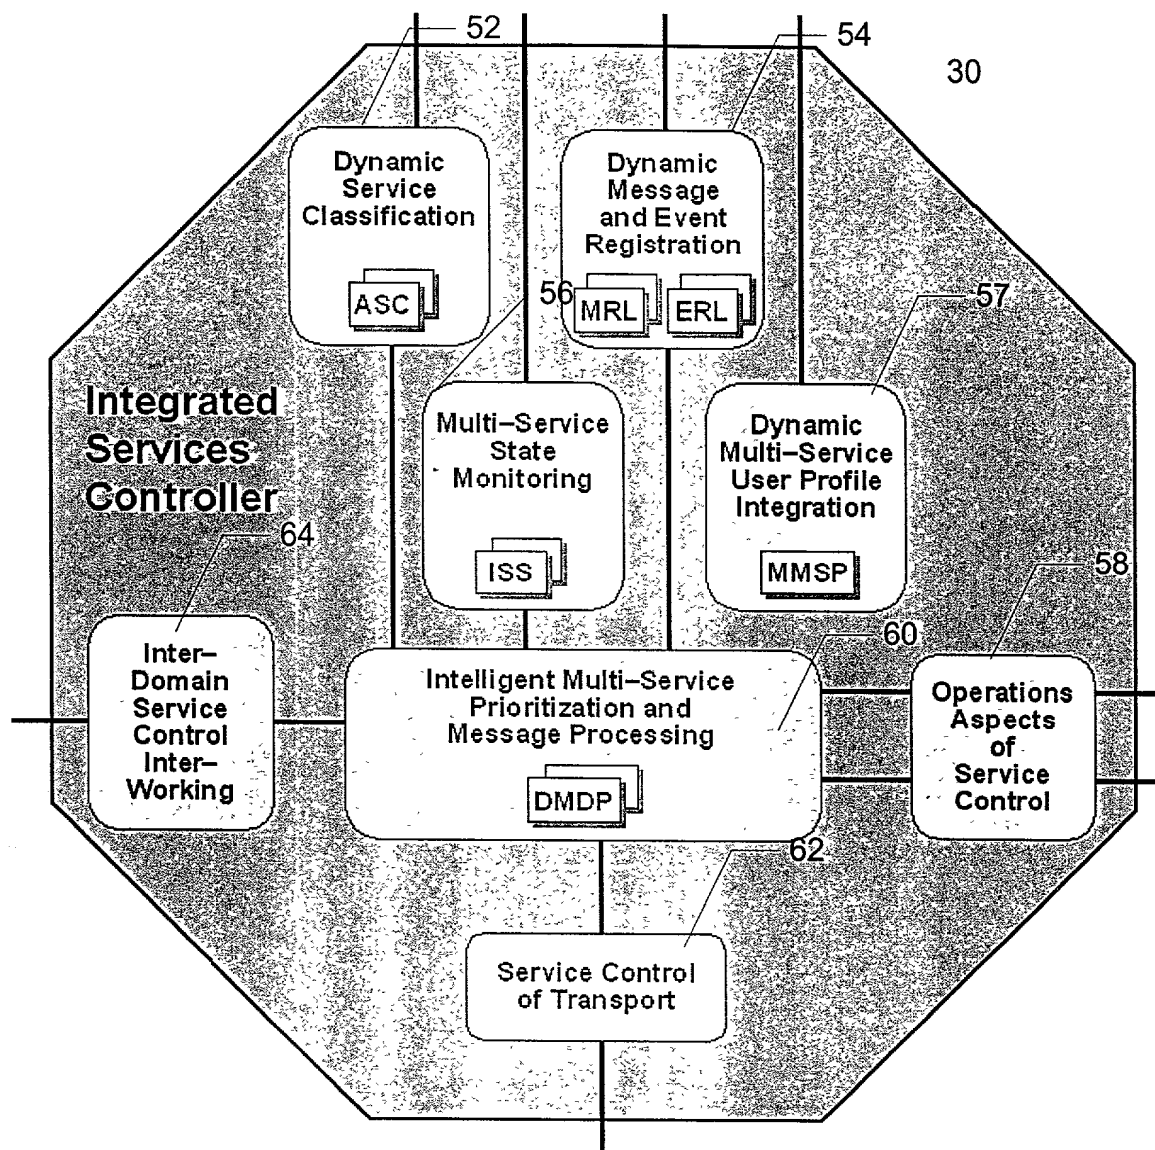 52
54
30
Dynamic
Service
Classification
ASC
Dynamic
Message
and Event
Registration
MRL
ERL
56
57
Integrated
Services
Controller
Multi–Service
State
Monitoring
ISS
Dynamic
Multi–Service
User Profile
Integration
MMSP
64
58
60
Inter–
Domain
Service
Control
Inter–
Working
Intelligent Multi–Service
Prioritization and
Message Processing
DMDP
Operations
Aspects
of
Service
Control
62
Service Control
of Transport